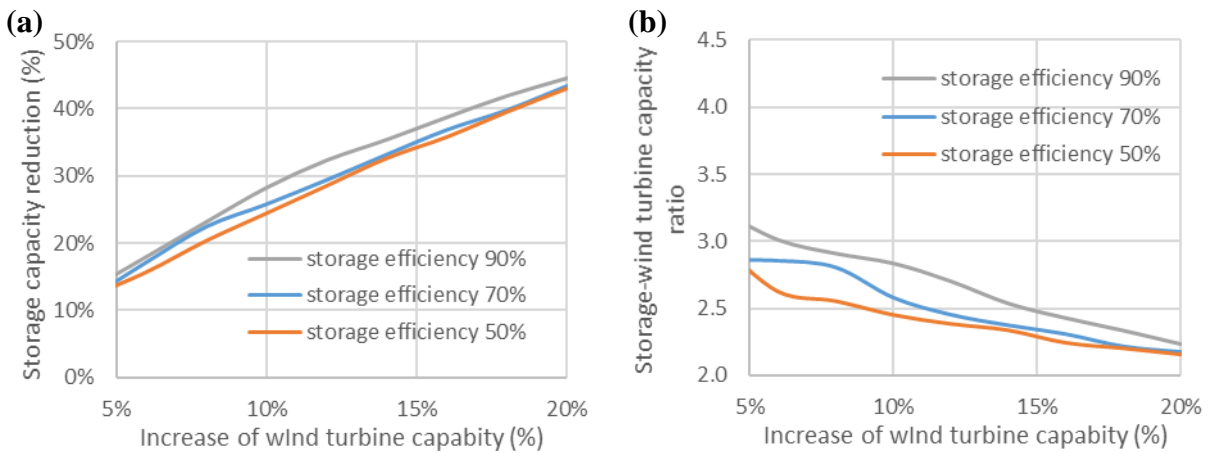 (a)
Storage capacity reduction (%)
50%
40%
30%
20%
10%
0%
storage efficiency 90%
storage efficiency 70%
storage efficiency 50%
5%
10%
15%
20%
Increase of wInd turbine capabity (%)
(b)
Storage-wind turbine capacity
ratio
4.5
4.0
3.5
3.0
2.5
2.0
storage efficiency 90%
storage efficiency 70%
storage efficiency 50%
5%
10%
15%
20%
Increase of wInd turbine capabity (%)